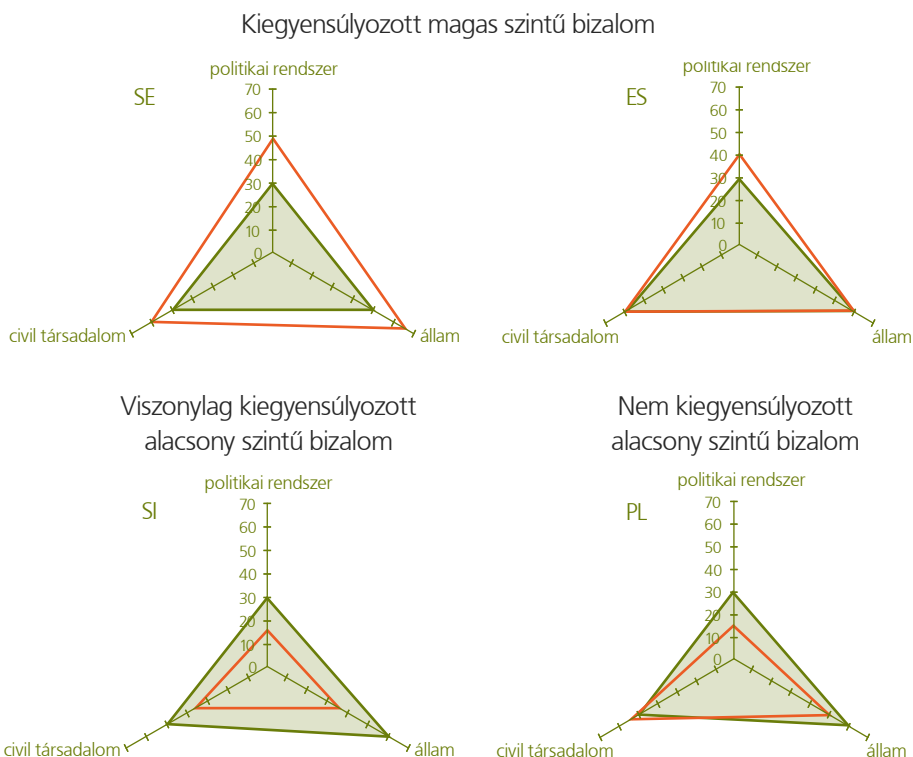 Kiegyensúlyozott magas szintű bizalom
politikai rendszer
SE
70
60
50
40
30
20
10
0
civil társadalom
állam
politikai rendszer
ES
70
60
50
40
30
20
10
0
civil társadalom
állam
Viszonylag kiegyensúlyozott
alacsony szintű bizalom
politikai rendszer
SI
70
60
50
40
30
20
10
0
civil társadalom
állam
Nem kiegyensúlyozott
alacsony szintű bizalom
politikai rendszer
PL
70
60
50
40
30
20
10
0
civil társadalom
állam